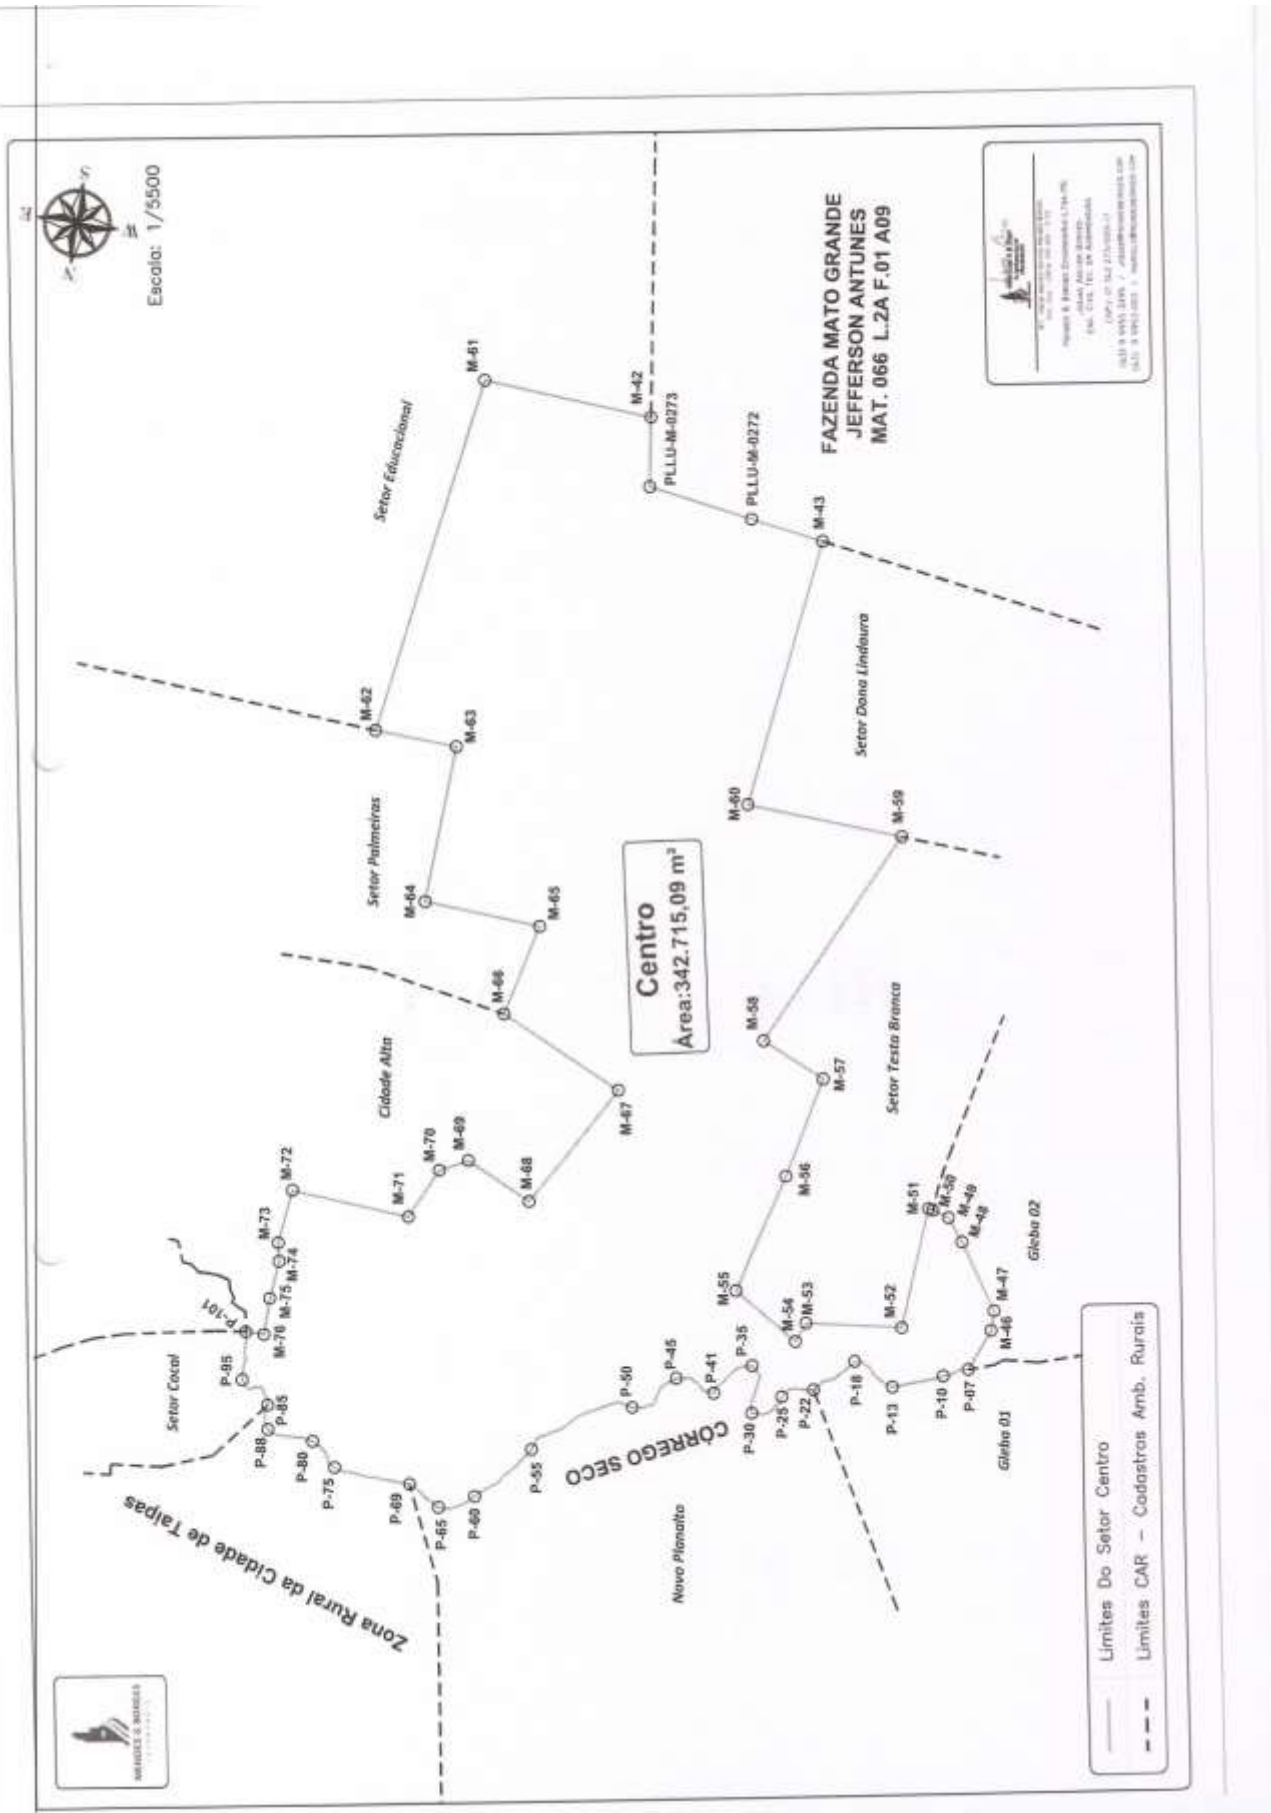 Escala: 1/5500
N
S
Setor Educacional
M-61
M-42
PLLU-M-0273
PLLU-M-0272
M-43
FAZENDA MATO GRANDE
JEFFERSON ANTUNES
MAT. 066 L.2A F.01 A09
M-62
M-63
Setor Palmeiras
M-64
M-65
M-66
Cidade Alta
M-67
M-68
M-69
M-70
M-71
M-72
M-73
M-74
M-75
M-76
P-101
P-95
Setor Cocal
P-85
P-88
P-80
P-75
P-69
P-65
P-60
P-55
P-50
P-45
P-41
P-35
P-30
P-25
P-22
P-18
P-13
P-10
P-07
M-46
M-47
M-48
M-49
M-50
M-51
M-52
M-53
M-54
M-55
M-56
M-57
M-58
M-59
M-60
Setor Dona Lindaura
Setor Testa Branca
Centro
Área:342.715,09 m²
CÓRREGO SECO
Novo Planalto
Zona Rural da Cidade de Taipas
Gleba 01
Gleba 02
MENDES & BORGES
Limites Do Setor Centro
Limites CAR – Cadastros Amb. Rurais